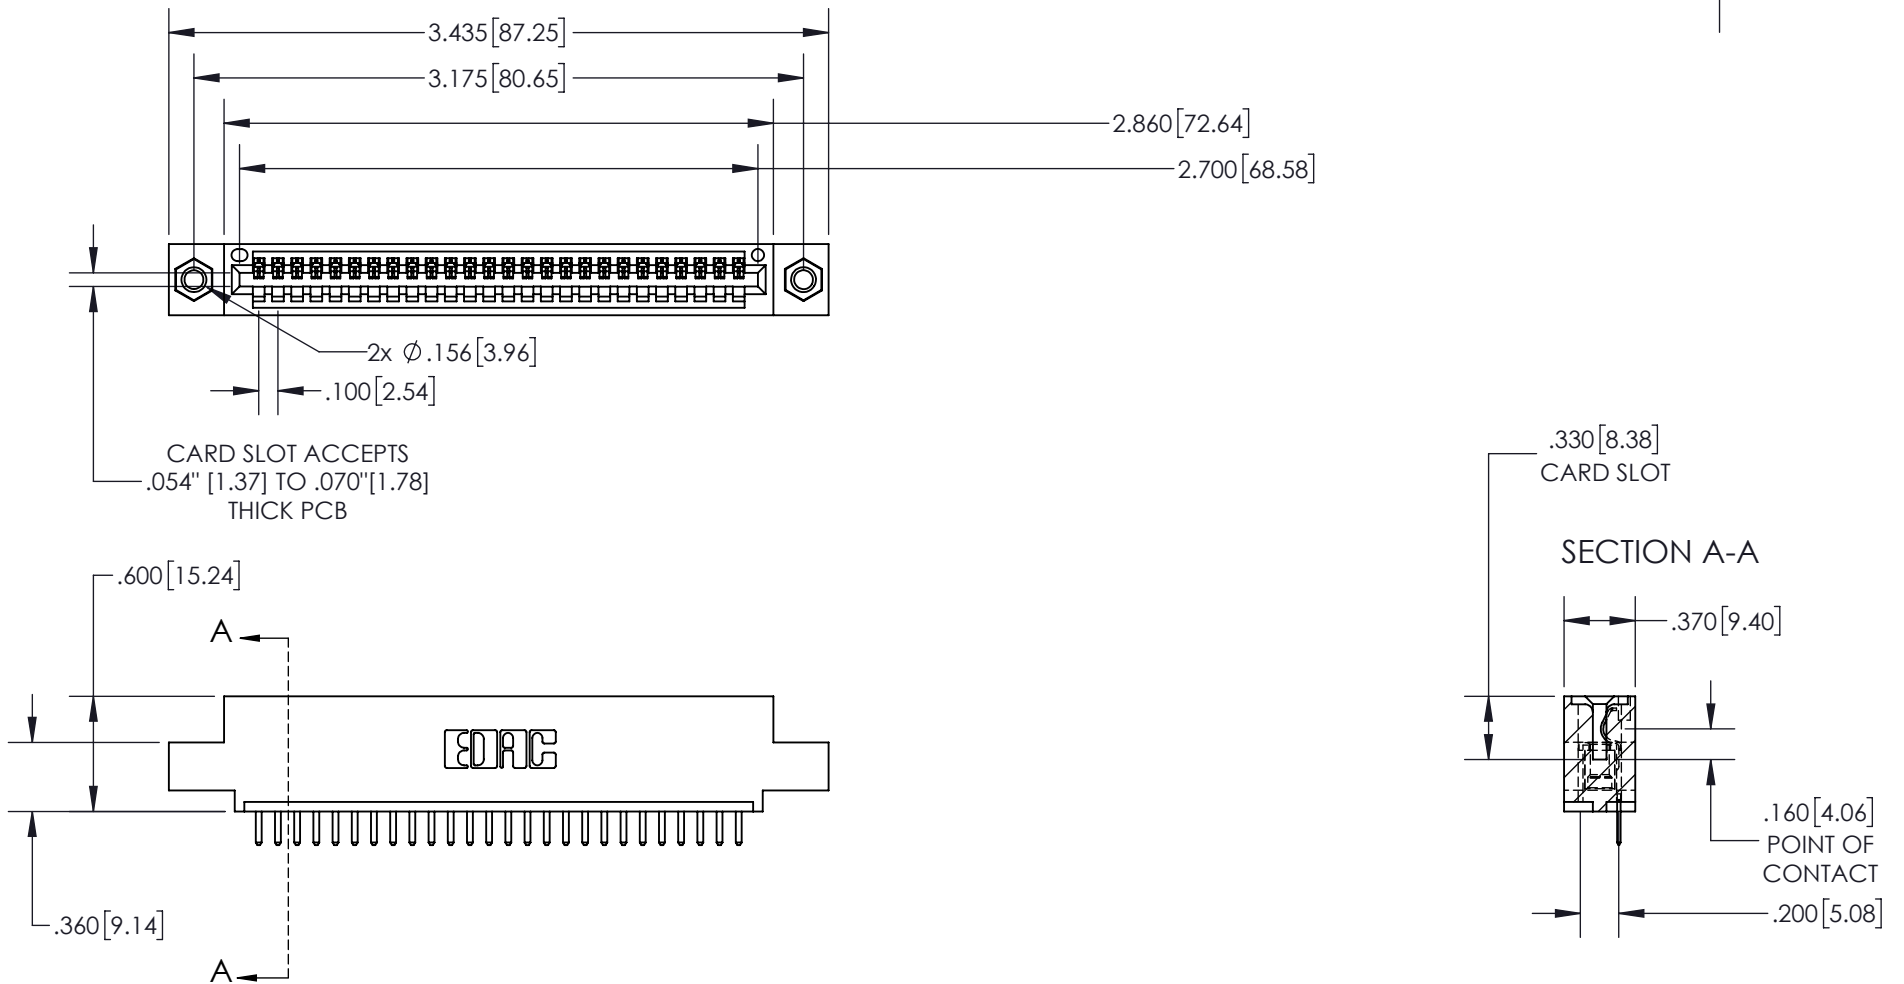 3.435[87.25]
3.175[80.65]
2.860[72.64]
2.700[68.58]
2x Ø.156[3.96]
.100[2.54]
CARD SLOT ACCEPTS
.054" [1.37] TO .070"[1.78]
THICK PCB
.330[8.38]
CARD SLOT
SECTION A-A
.600[15.24]
A
.370[9.40]
EDAC
.160[4.06]
POINT OF
CONTACT
.200[5.08]
.360[9.14]
A